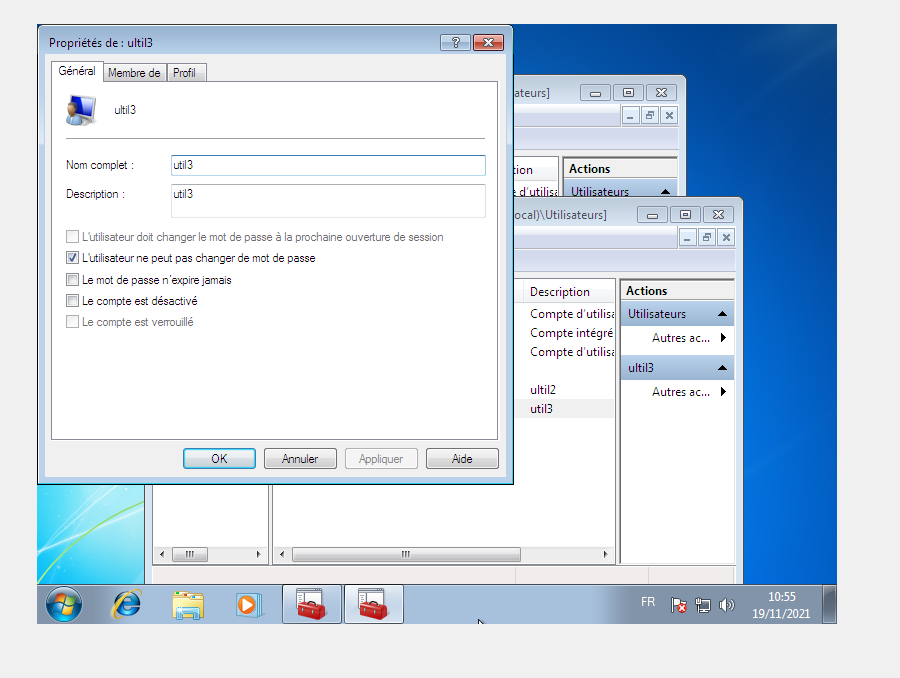 Propriétés de : ultil3
?
Général
Membre de
Profil
ultil3
Nom complet :
util3
Description :
util3
L'utilisateur doit changer le mot de passe à la prochaine ouverture de session
L'utilisateur ne peut pas changer de mot de passe
Le mot de passe n'expire jamais
Le compte est désactivé
Le compte est verrouillé
OK
Annuler
Appliquer
Aide
ateurs]
tion
Actions
e d'utilisa
Utilisateurs
ocal)\Utilisateurs]
Description
Actions
Compte d'utilisa
Utilisateurs
Compte intégré
Autres ac...
Compte d'utilisa
ultil3
ultil2
Autres ac...
util3
FR
10:55
19/11/2021